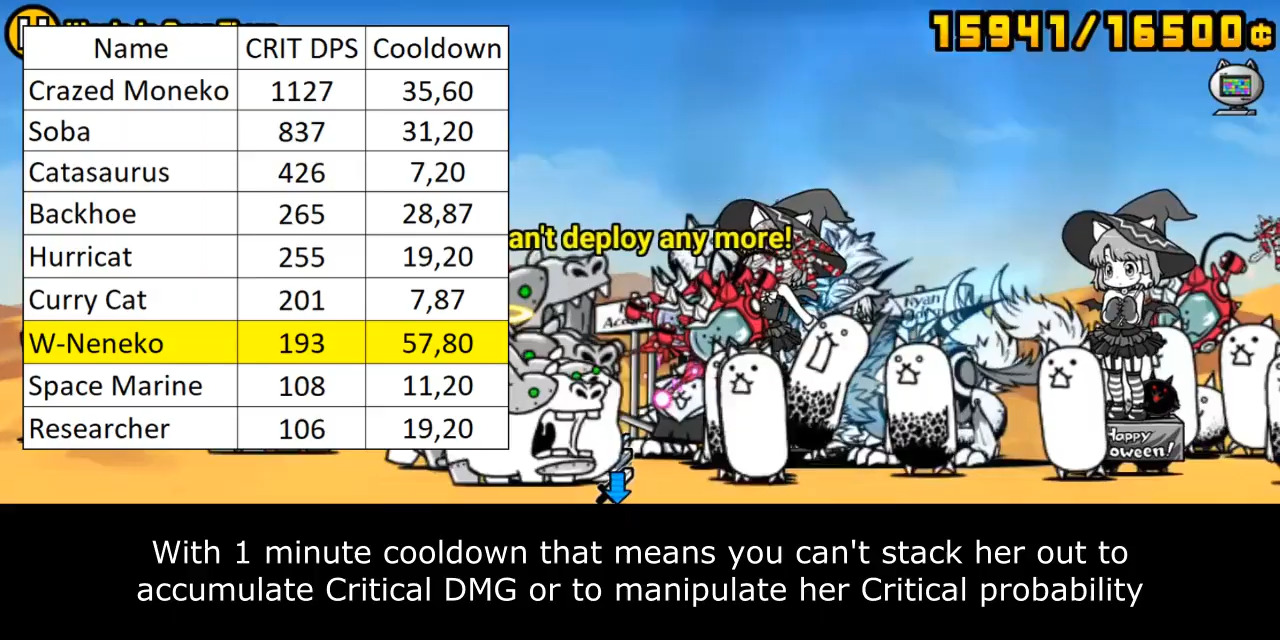 15941/16500¢
Name CRIT DPS Cooldown
Crazed Moneko 1127 35,60
Soba 837 31,20
Catasaurus 426 7,20
Backhoe 265 28,87
Hurricat 255 19,20
Curry Cat 201 7,87
W-Neneko 193 57,80
Space Marine 108 11,20
Researcher 106 19,20
an't deploy any more!
Nyan
Happy
loween!
With 1 minute cooldown that means you can't stack her out to
accumulate Critical DMG or to manipulate her Critical probability